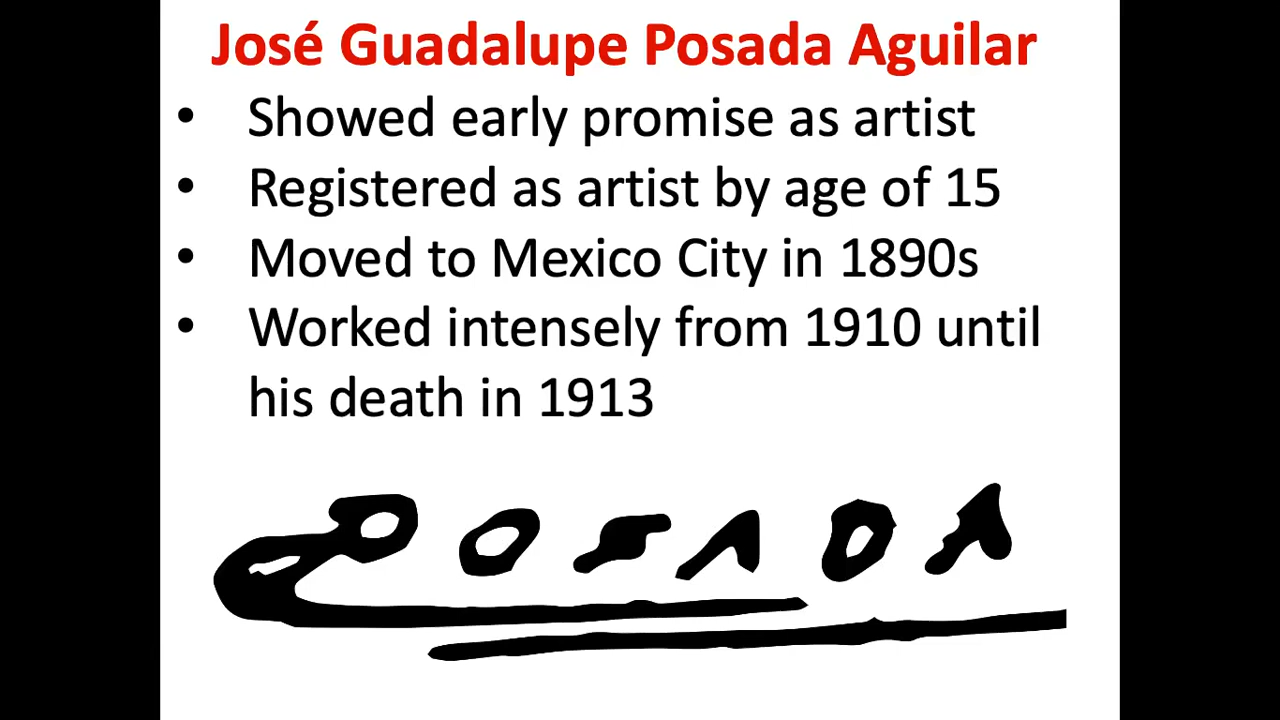 José Guadalupe Posada Aguilar
• Showed early promise as artist
• Registered as artist by age of 15
• Moved to Mexico City in 1890s
• Worked intensely from 1910 until
his death in 1913
POSADA